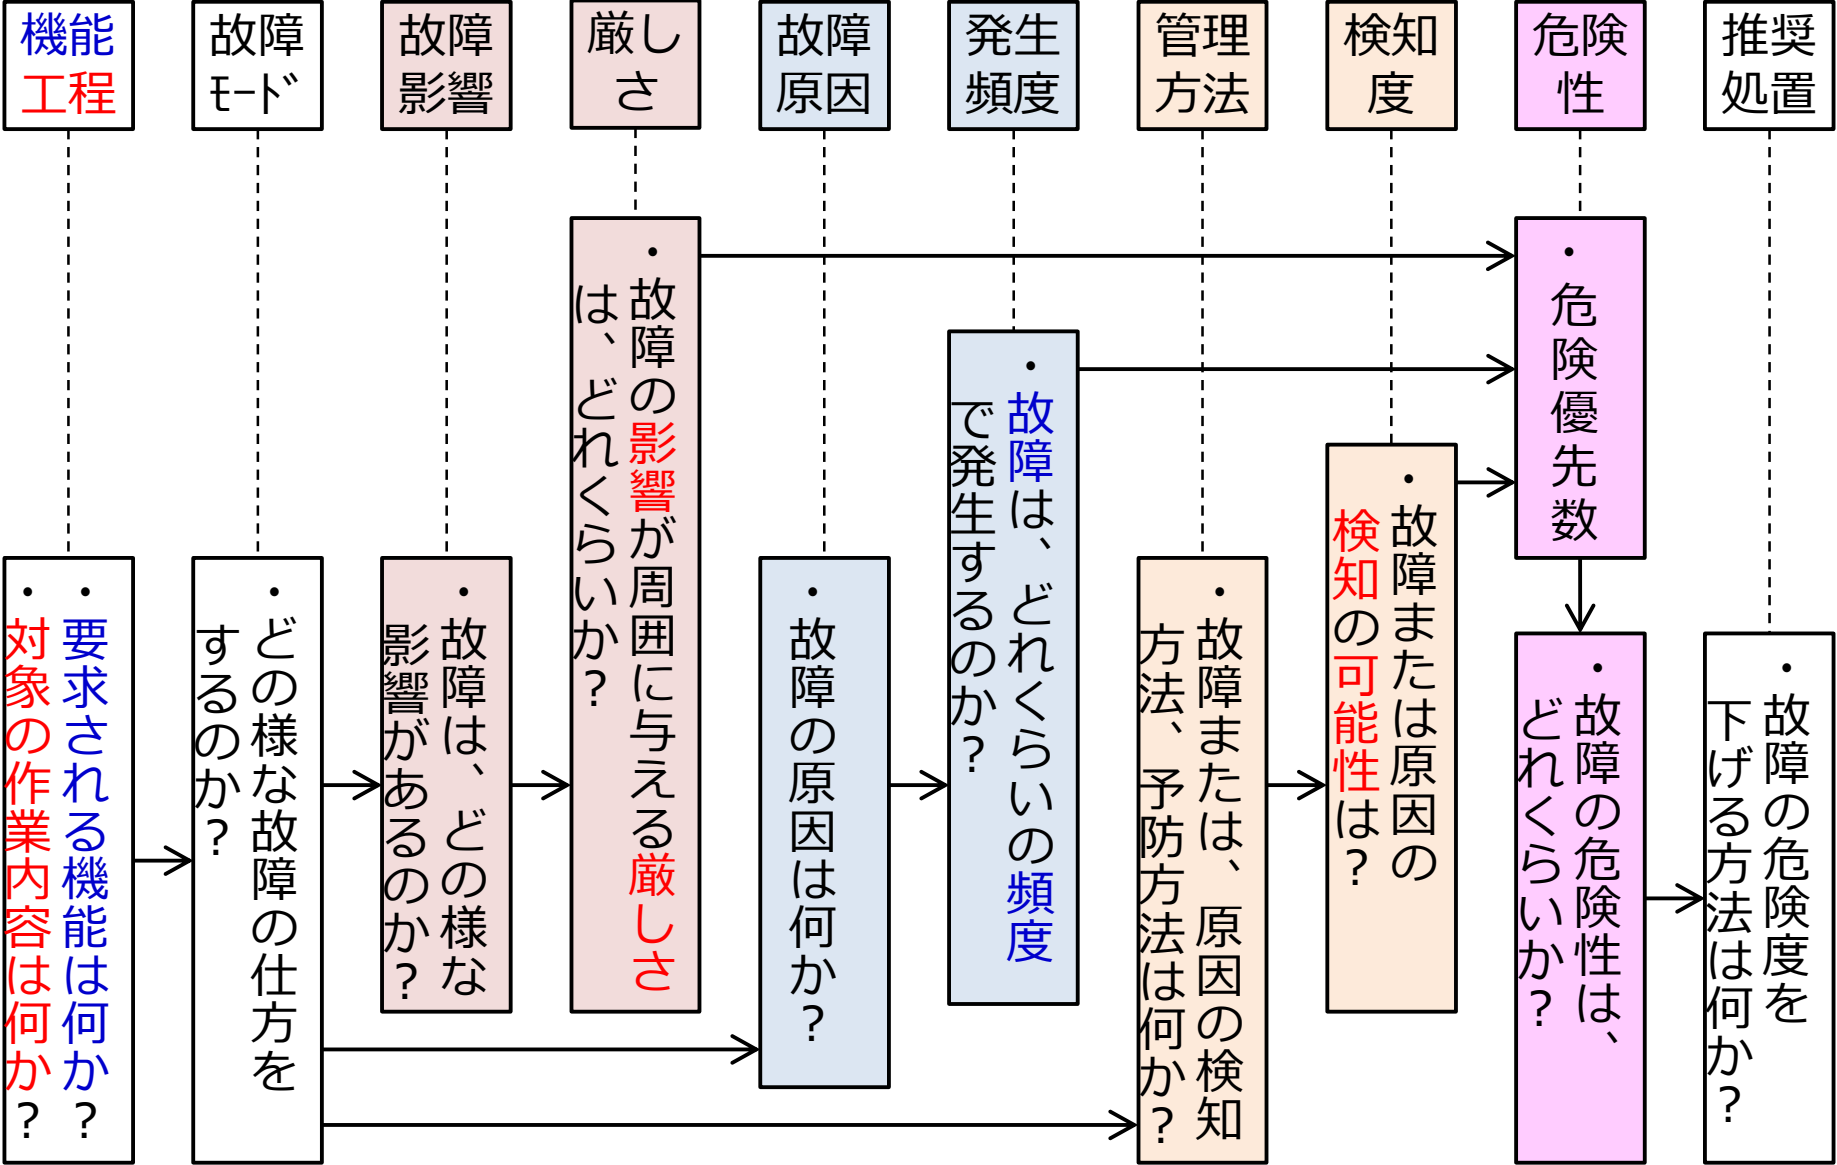 機能
工程
故障
ﾓｰﾄﾞ
故障
影響
厳し
さ
故障
原因
発生
頻度
管理
方法
検知
度
危険
性
推奨
処置
・要求される機能は何か?
・対象の作業内容は何か?
・どの様な故障の仕方を
するのか?
・故障は、どの様な
影響があるのか?
・故障の影響が周囲に与える厳しさ
は、どれくらいか?
・故障の原因は何か?
・故障は、どれくらいの頻度
で発生するのか?
・故障または、原因の検知
方法、予防方法は何か?
・故障または原因の
検知の可能性は?
・危険優先数
・故障の危険性は、
どれくらいか?
・故障の危険度を
下げる方法は何か?